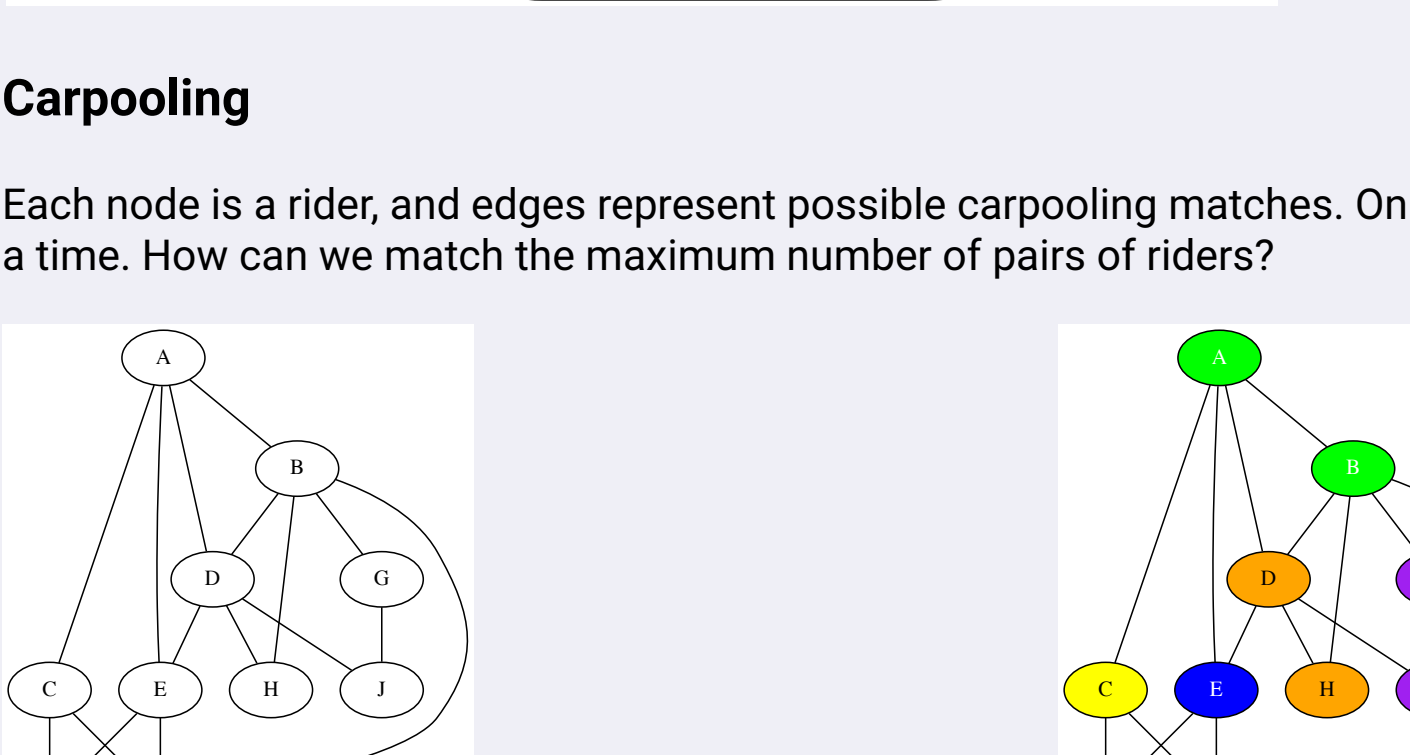 Carpooling
Each node is a rider, and edges represent possible carpooling matches. On
a time. How can we match the maximum number of pairs of riders?
A
B
D
G
C
E
H
J
A
B
D
C
E
H